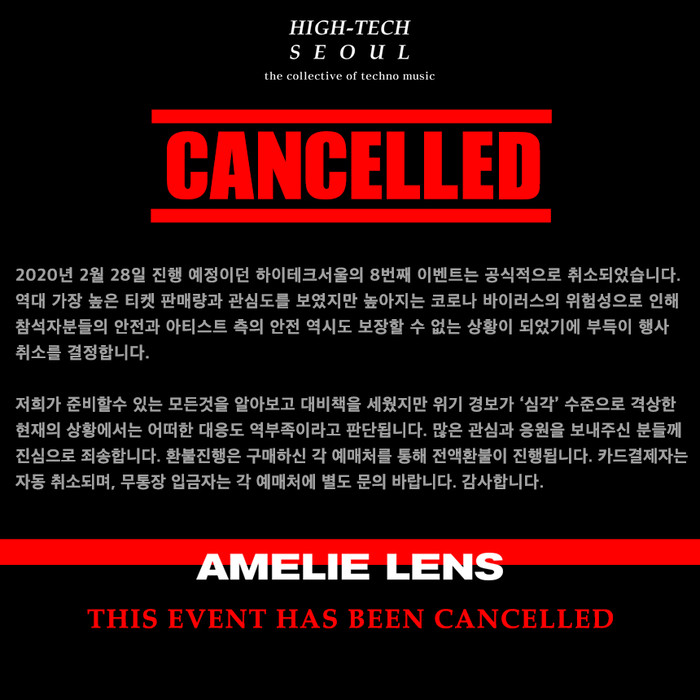 HIGH-TECH
SEOUL
the collective of techno music
CANCELLED
2020년 2월 28일 진행 예정이던 하이테크서울의 8번째 이벤트는 공식적으로 취소되었습니다.
역대 가장 높은 티켓 판매량과 관심도를 보였지만 높아지는 코로나 바이러스의 위험성으로 인해
참석자분들의 안전과 아티스트 측의 안전 역시도 보장할 수 없는 상황이 되었기에 부득이 행사
취소를 결정합니다.
저희가 준비할수 있는 모든것을 알아보고 대비책을 세웠지만 위기 경보가 ‘심각’ 수준으로 격상한
현재의 상황에서는 어떠한 대응도 역부족이라고 판단됩니다. 많은 관심과 응원을 보내주신 분들께
진심으로 죄송합니다. 환불진행은 구매하신 각 예매처를 통해 전액환불이 진행됩니다. 카드결제자는
자동 취소되며, 무통장 입금자는 각 예매처에 별도 문의 바랍니다. 감사합니다.
AMELIE LENS
THIS EVENT HAS BEEN CANCELLED